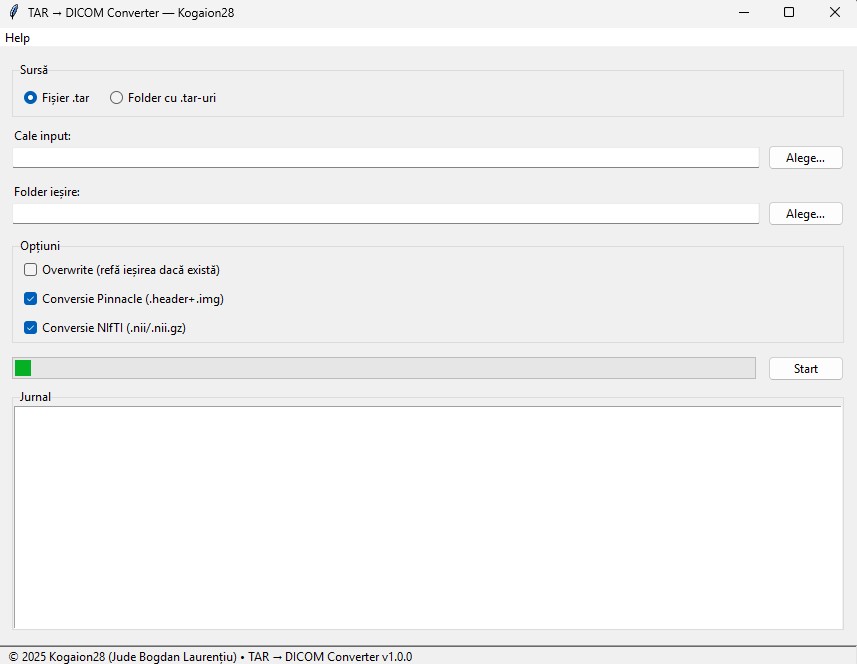 TAR → DICOM Converter — Kogaion28
Help
Sursă
Fișier .tar
Folder cu .tar-uri
Cale input:
Alege...
Folder ieșire:
Alege...
Opțiuni
Overwrite (refă ieșirea dacă există)
Conversie Pinnacle (.header+.img)
Conversie NIfTI (.nii/.nii.gz)
Start
Jurnal
© 2025 Kogaion28 (Jude Bogdan Laurențiu) • TAR → DICOM Converter v1.0.0